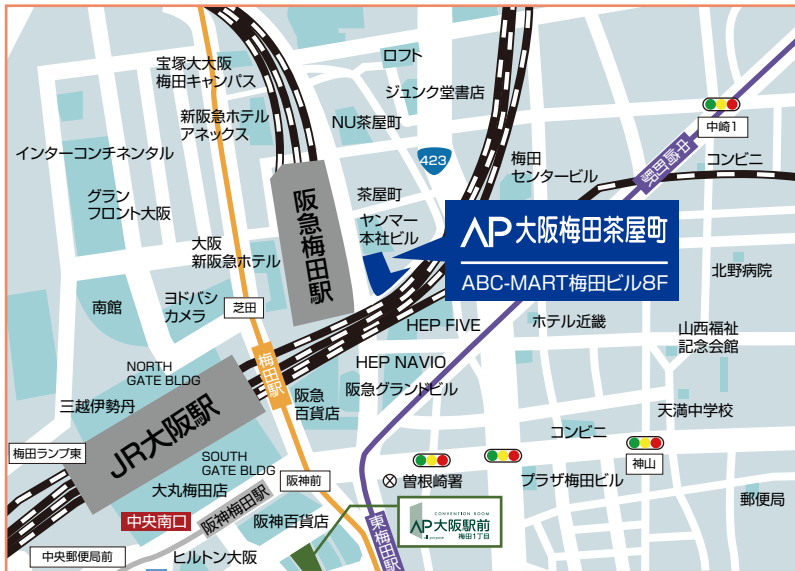 ロフト
宝塚大大阪
梅田キャンパス
ジュンク堂書店
新阪急ホテル
アネックス
NU茶屋町
中崎1
中崎町駅
423
インターコンチネンタル
梅田
センタービル
コンビニ
グラン
フロント大阪
茶屋町
阪急梅田駅
ヤンマー
本社ビル
AP大阪梅田茶屋町
ABC-MART梅田ビル8F
大阪
新阪急ホテル
北野病院
南館
ヨドバシ
カメラ
芝田
HEP FIVE
ホテル近畿
山西福祉
記念会館
梅田駅
HEP NAVIO
NORTH
GATE BLDG
阪急
百貨店
阪急グランドビル
三越伊勢丹
天満中学校
JR大阪駅
コンビニ
梅田ランプ東
SOUTH
GATE BLDG
神山
大丸梅田店
阪神前
曽根崎署
プラザ梅田ビル
郵便局
中央南口
阪神梅田駅
阪神百貨店
CONVENTION ROOM
AP大阪駅前
梅田1丁目
東梅田駅
中央郵便局前
ヒルトン大阪